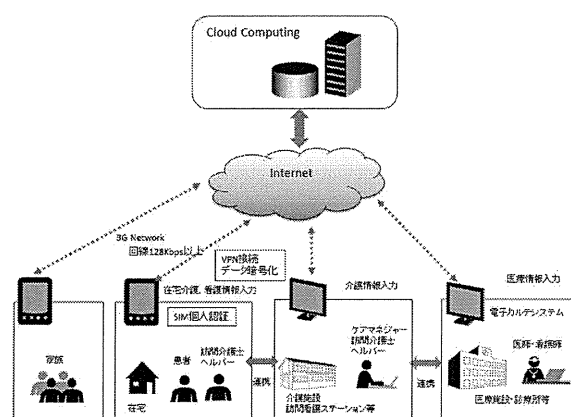 Cloud Computing
Internet
3G Network
回線128Kbps以上
VPN接続
データ暗号化
在宅介護、看護情報入力
介護情報入力
医療情報入力
SIM個人認証
電子カルテシステム
家族
患者
訪問介護士
ヘルパー
在宅
連携
ケアマネジャー
訪問介護士
ヘルパー
介護施設
訪問看護ステーション等
連携
医師・看護師
医療施設・診療所等